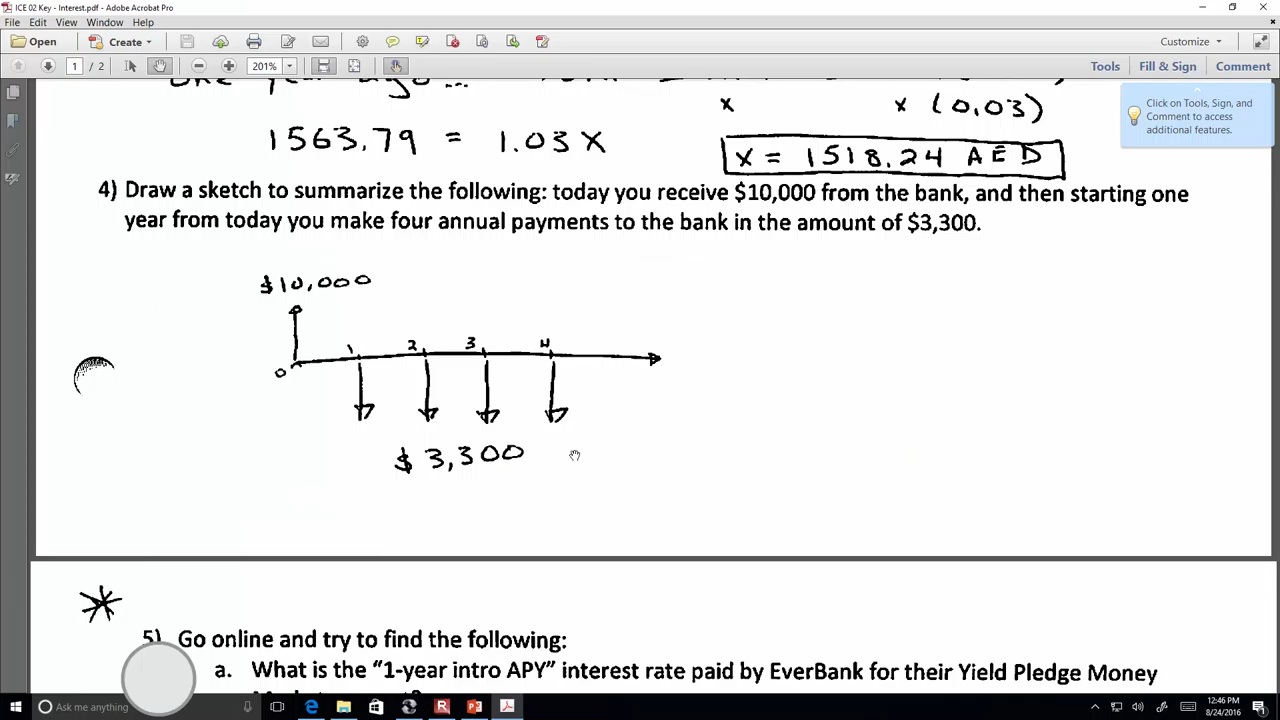 ICE 02 Key - Interest.pdf - Adobe Acrobat Pro
File Edit View Window Help
Open Create Customize
1 / 2 201% Tools Fill & Sign Comment
one year ago...
x x (0.03)
Click on Tools, Sign, and
Comment to access
additional features.
1563.79 = 1.03 X
X = 1518.24 AED
4) Draw a sketch to summarize the following: today you receive $10,000 from the bank, and then starting one
year from today you make four annual payments to the bank in the amount of $3,300.
$10,000
1 2 3 4
0
$3,300
5) Go online and try to find the following:
a. What is the “1-year intro APY” interest rate paid by EverBank for their Yield Pledge Money
Ask me anything
12:46 PM
8/24/2016